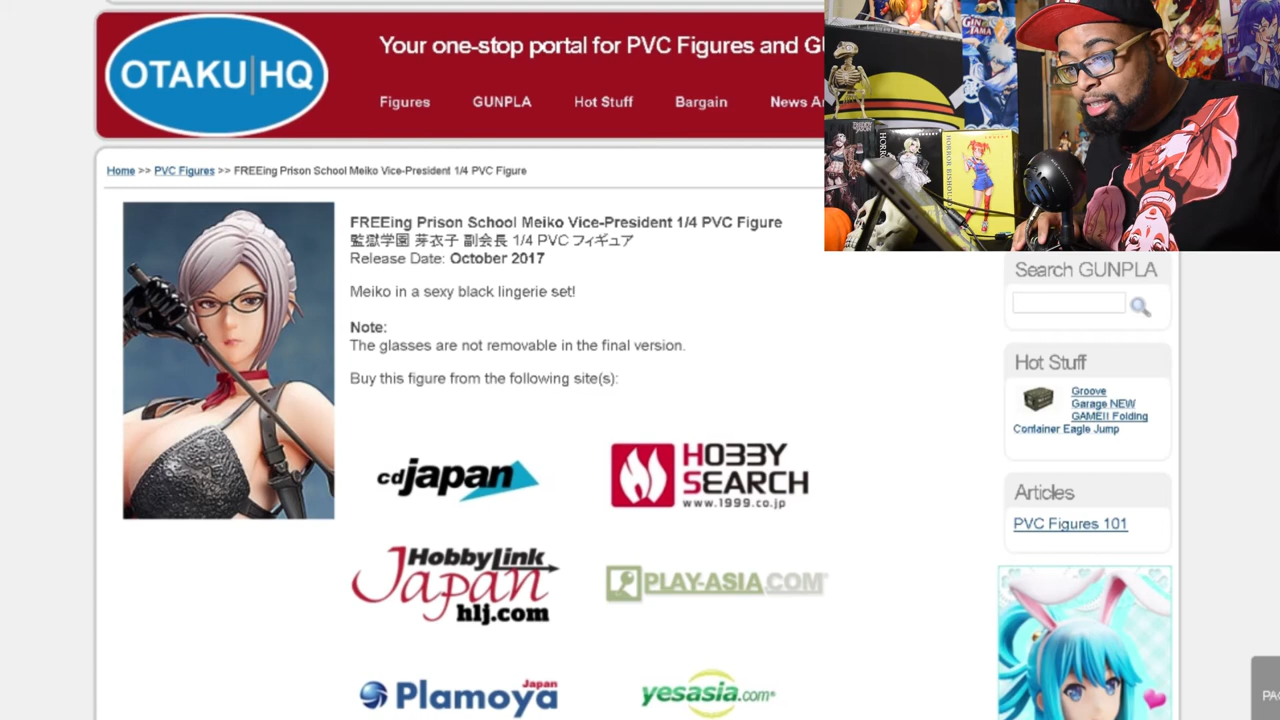 OTAKU|HQ
Your one-stop portal for PVC Figures and
Figures GUNPLA Hot Stuff Bargain News
Home >> PVC Figures >> FREEing Prison School Meiko Vice-President 1/4 PVC Figure
FREEing Prison School Meiko Vice-President 1/4 PVC Figure
監獄学園 芽衣子 副会長 1/4 PVC フィギュア
Release Date: October 2017
Meiko in a sexy black lingerie set!
Note:
The glasses are not removable in the final version.
Buy this figure from the following site(s):
cdjapan
HOBBY SEARCH
www.1999.co.jp
HobbyLink
Japan
hlj.com
PLAY-ASIA.COM
Plamoya Japan
yesasia.com
GINTAMA
Search GUNPLA
Hot Stuff
Groove
Garage NEW
GAME!! Folding
Container Eagle Jump
Articles
PVC Figures 101